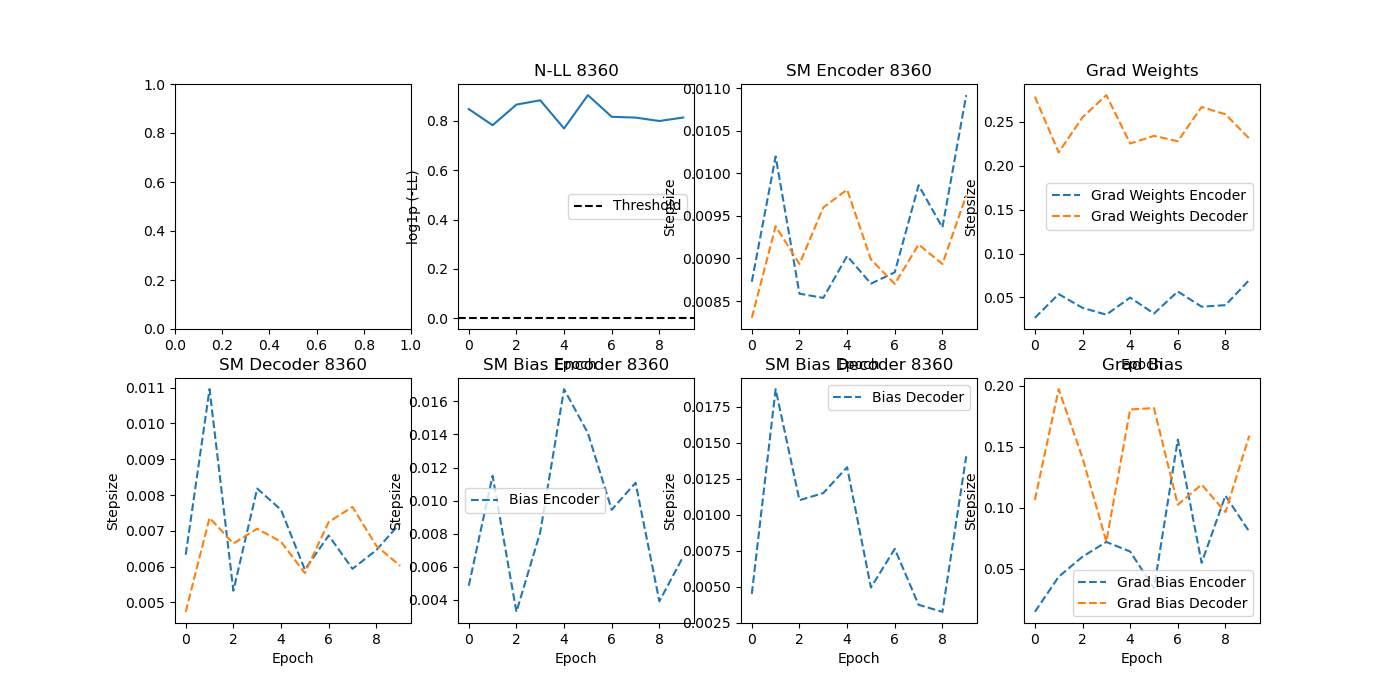 N-LL 8360
SM Encoder 8360
Grad Weights
1.0
0.8
0.6
0.4
0.2
0.0
0.0 0.2 0.4 0.6 0.8 1.0
log1p (-LL)
0.8
0.6
0.4
0.2
0.0
Threshold
0 2 4 6 8
Epoch
Stepsize
0.0110
0.0105
0.0100
0.0095
0.0090
0.0085
0 2 4 6 8
Epoch
Stepsize
0.25
0.20
0.15
0.10
0.05
Grad Weights Encoder
Grad Weights Decoder
0 2 4 6 8
Epoch
SM Decoder 8360
SM Bias Encoder 8360
SM Bias Decoder 8360
Grad Bias
Stepsize
0.011
0.010
0.009
0.008
0.007
0.006
0.005
0 2 4 6 8
Epoch
Stepsize
0.016
0.014
0.012
0.010
0.008
0.006
0.004
Bias Encoder
0 2 4 6 8
Epoch
Stepsize
0.0175
0.0150
0.0125
0.0100
0.0075
0.0050
0.0025
Bias Decoder
0 2 4 6 8
Epoch
Stepsize
0.20
0.15
0.10
0.05
Grad Bias Encoder
Grad Bias Decoder
0 2 4 6 8
Epoch